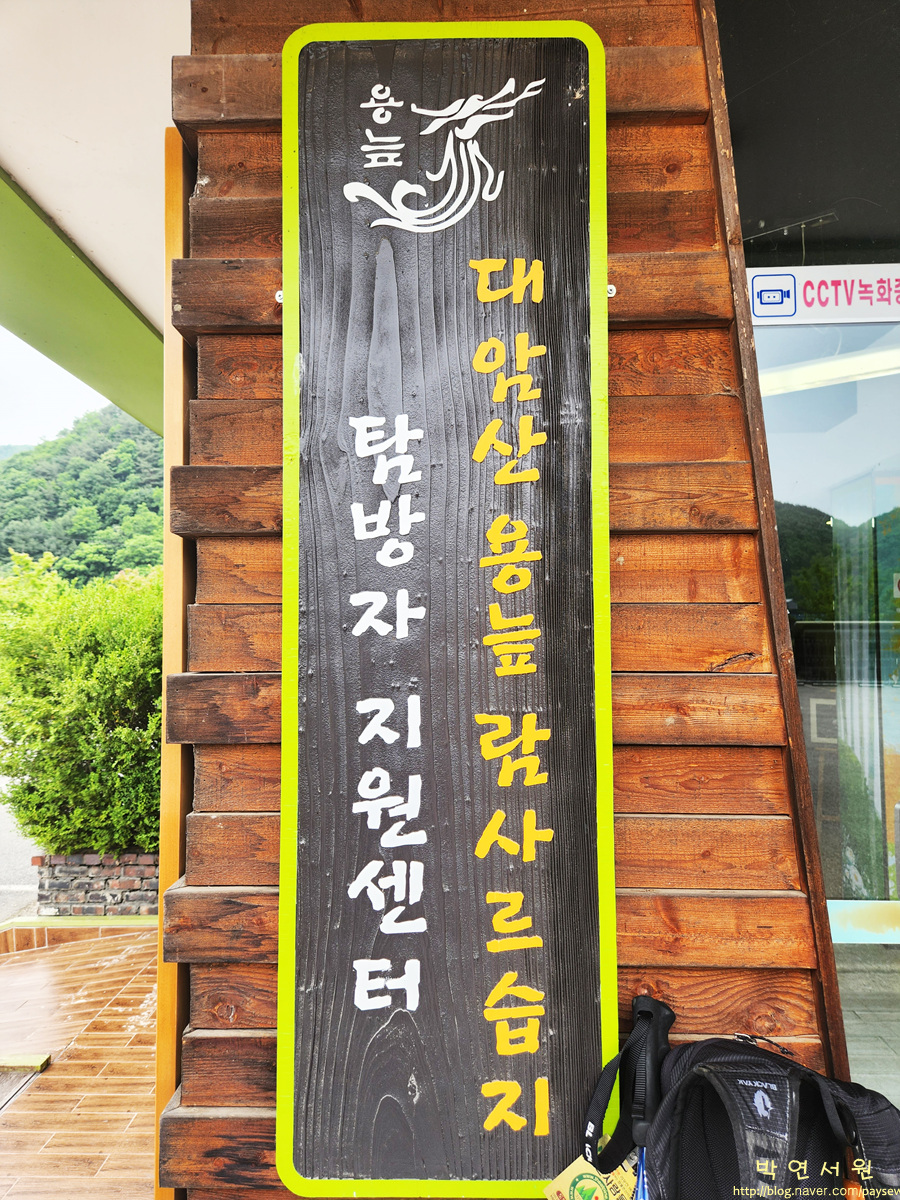 용늪
대암산용늪 람사르습지
탐방자 지원센터
CCTV녹화중
BLACKYAK
박연서원
http://blog.naver.com/paysew